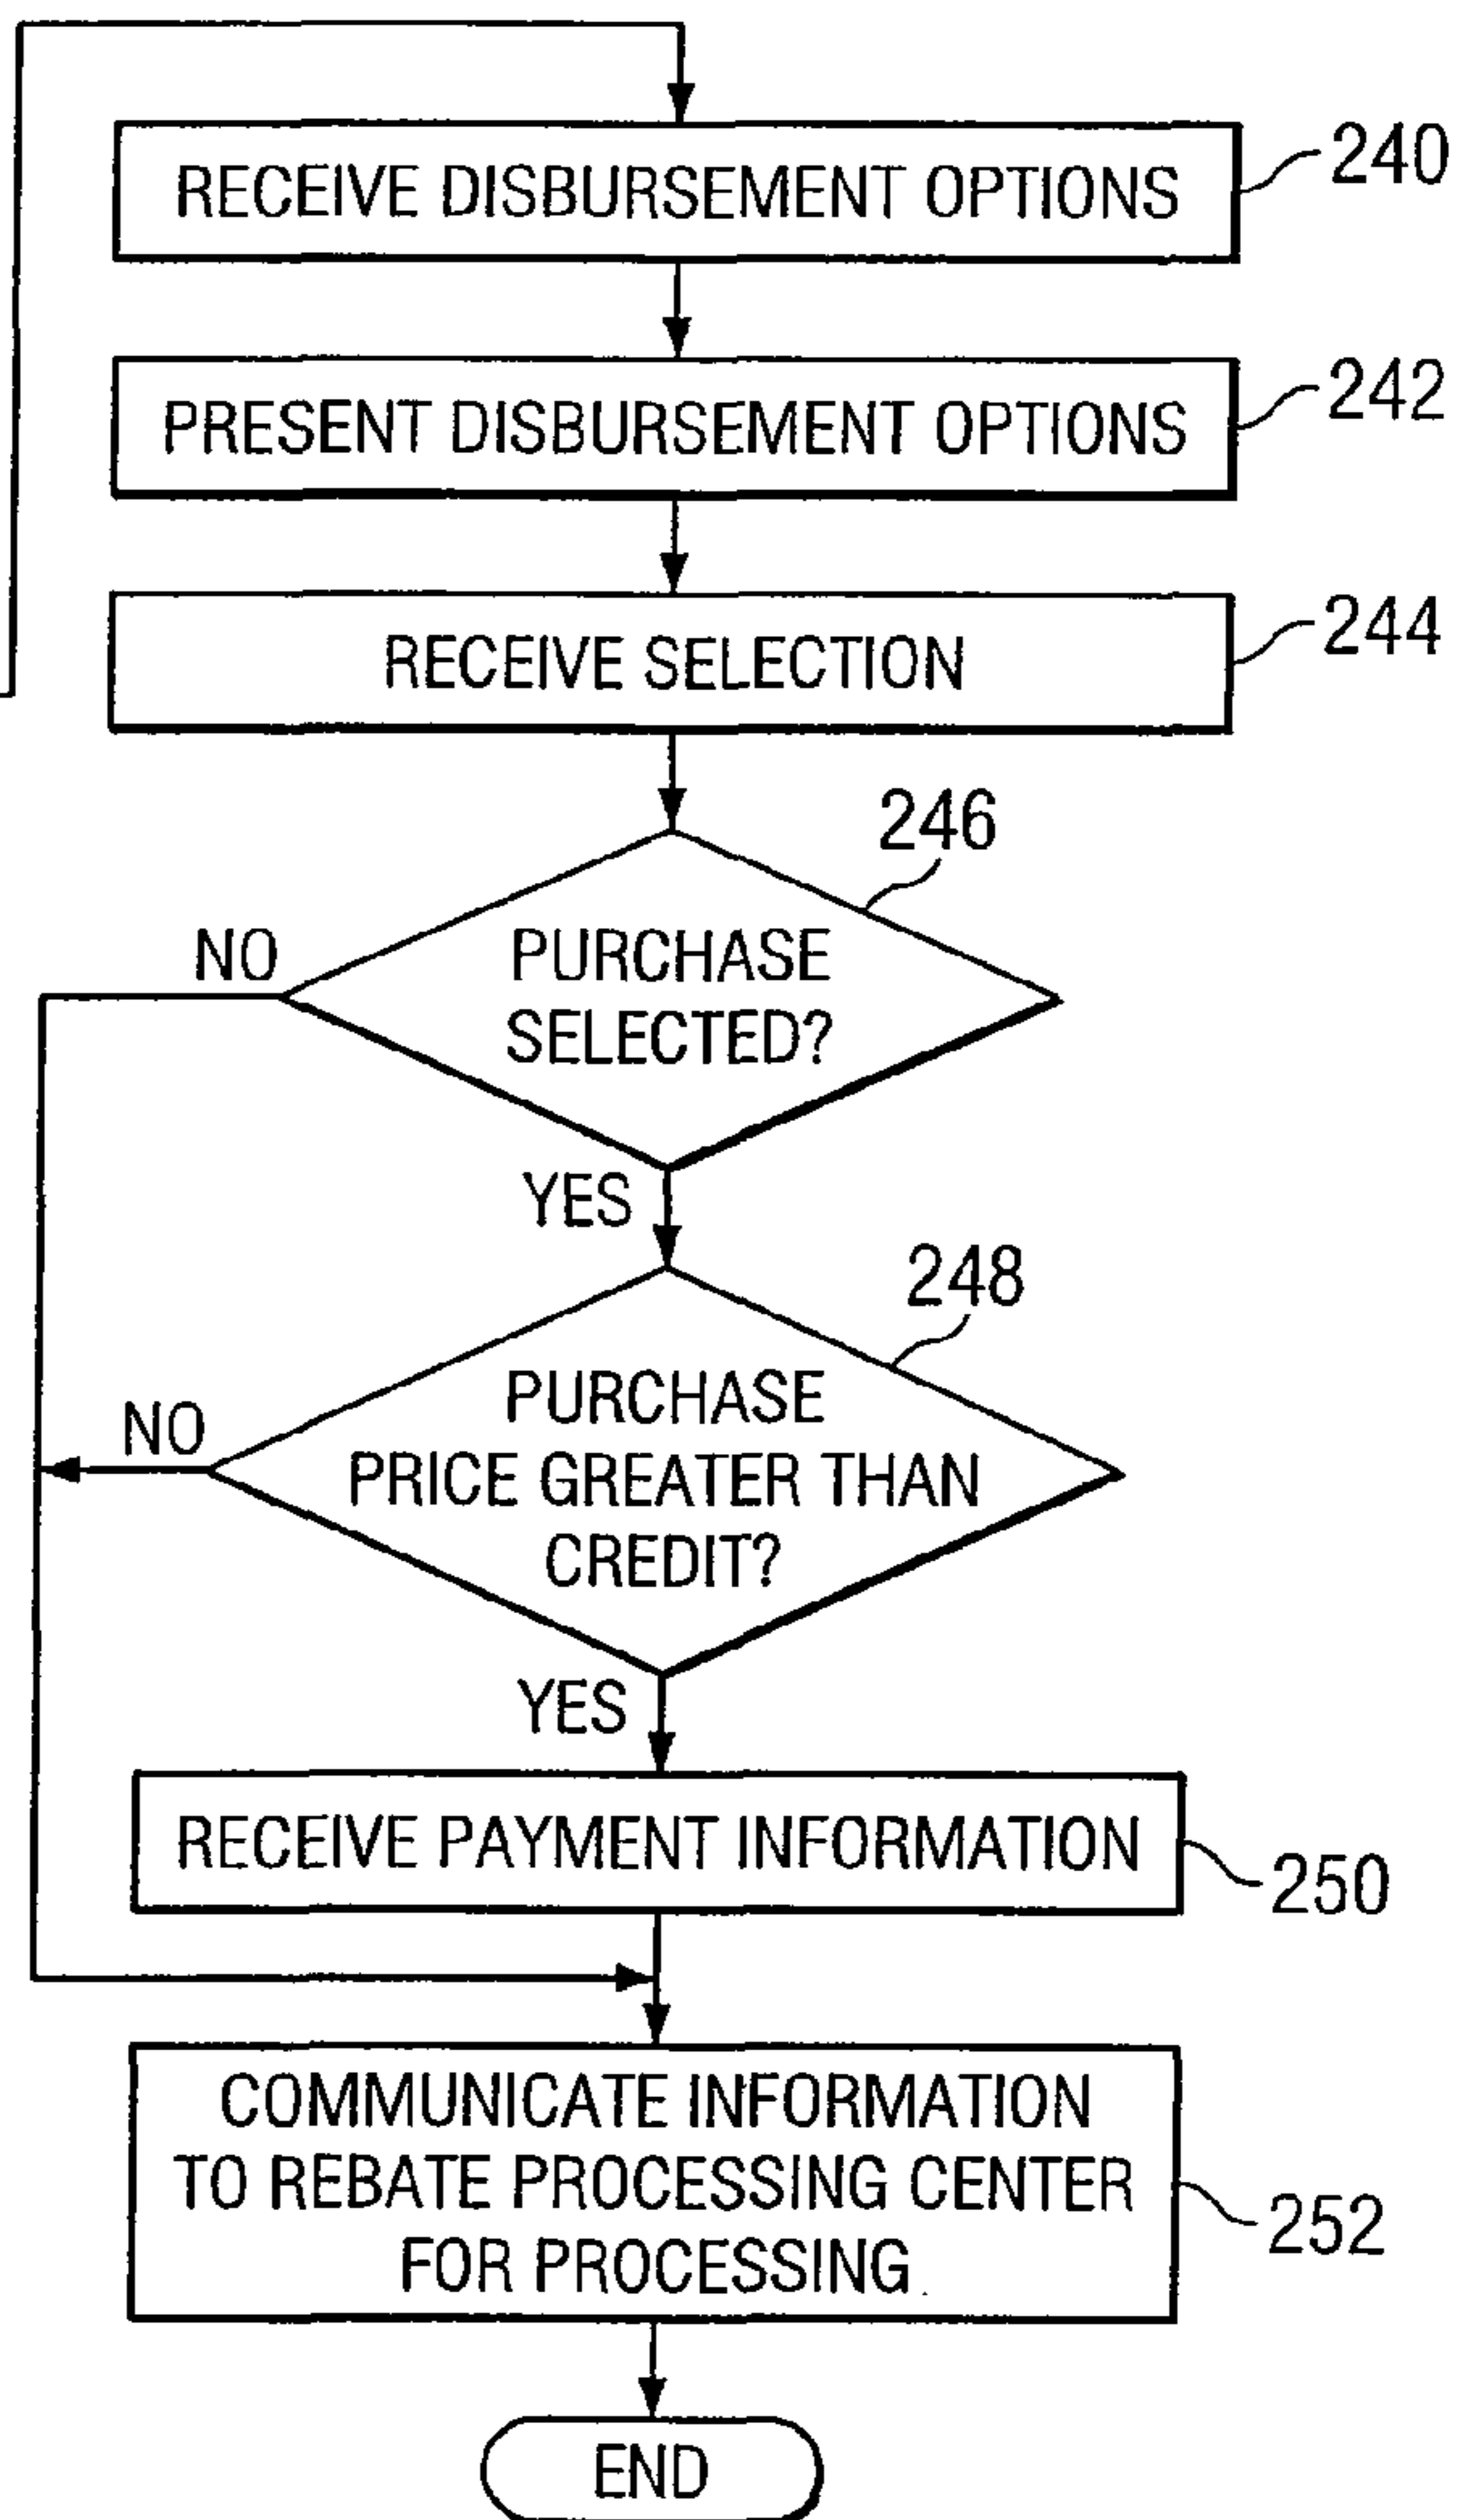 RECEIVE DISBURSEMENT OPTIONS
240
PRESENT DISBURSEMENT OPTIONS
242
RECEIVE SELECTION
244
246
NO
PURCHASE
SELECTED?
YES
248
NO
PURCHASE
PRICE GREATER THAN
CREDIT?
YES
RECEIVE PAYMENT INFORMATION
250
COMMUNICATE INFORMATION
TO REBATE PROCESSING CENTER
FOR PROCESSING
252
END